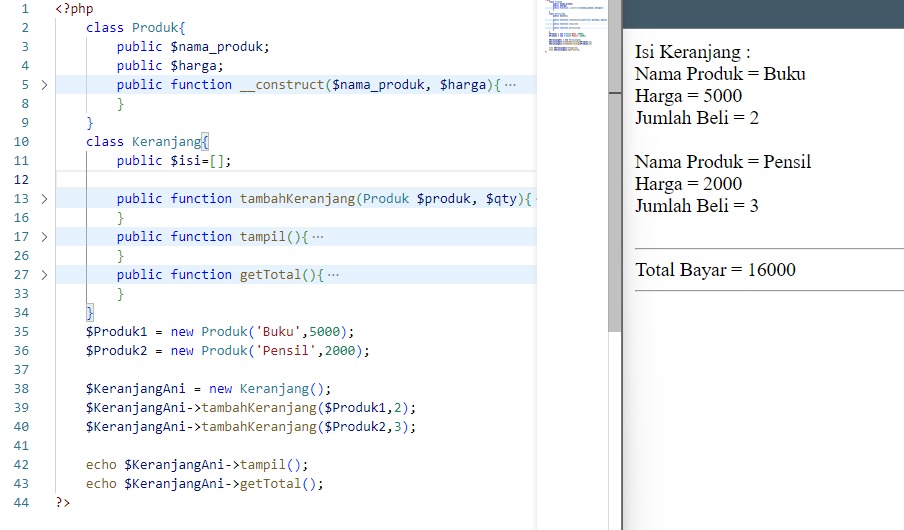 1 <?php
2 class Produk{
3 public $nama_produk;
4 public $harga;
5 public function __construct($nama_produk, $harga){ ···
8 }
9 }
10 class Keranjang{
11 public $isi=[];
12
13 public function tambahKeranjang(Produk $produk, $qty){
16 }
17 public function tampil(){ ···
26 }
27 public function getTotal(){ ···
33 }
34 }
35 $Produk1 = new Produk('Buku',5000);
36 $Produk2 = new Produk('Pensil',2000);
37
38 $KeranjangAni = new Keranjang();
39 $KeranjangAni->tambahKeranjang($Produk1,2);
40 $KeranjangAni->tambahKeranjang($Produk2,3);
41
42 echo $KeranjangAni->tampil();
43 echo $KeranjangAni->getTotal();
44 ?>
Isi Keranjang :
Nama Produk = Buku
Harga = 5000
Jumlah Beli = 2
Nama Produk = Pensil
Harga = 2000
Jumlah Beli = 3
Total Bayar = 16000